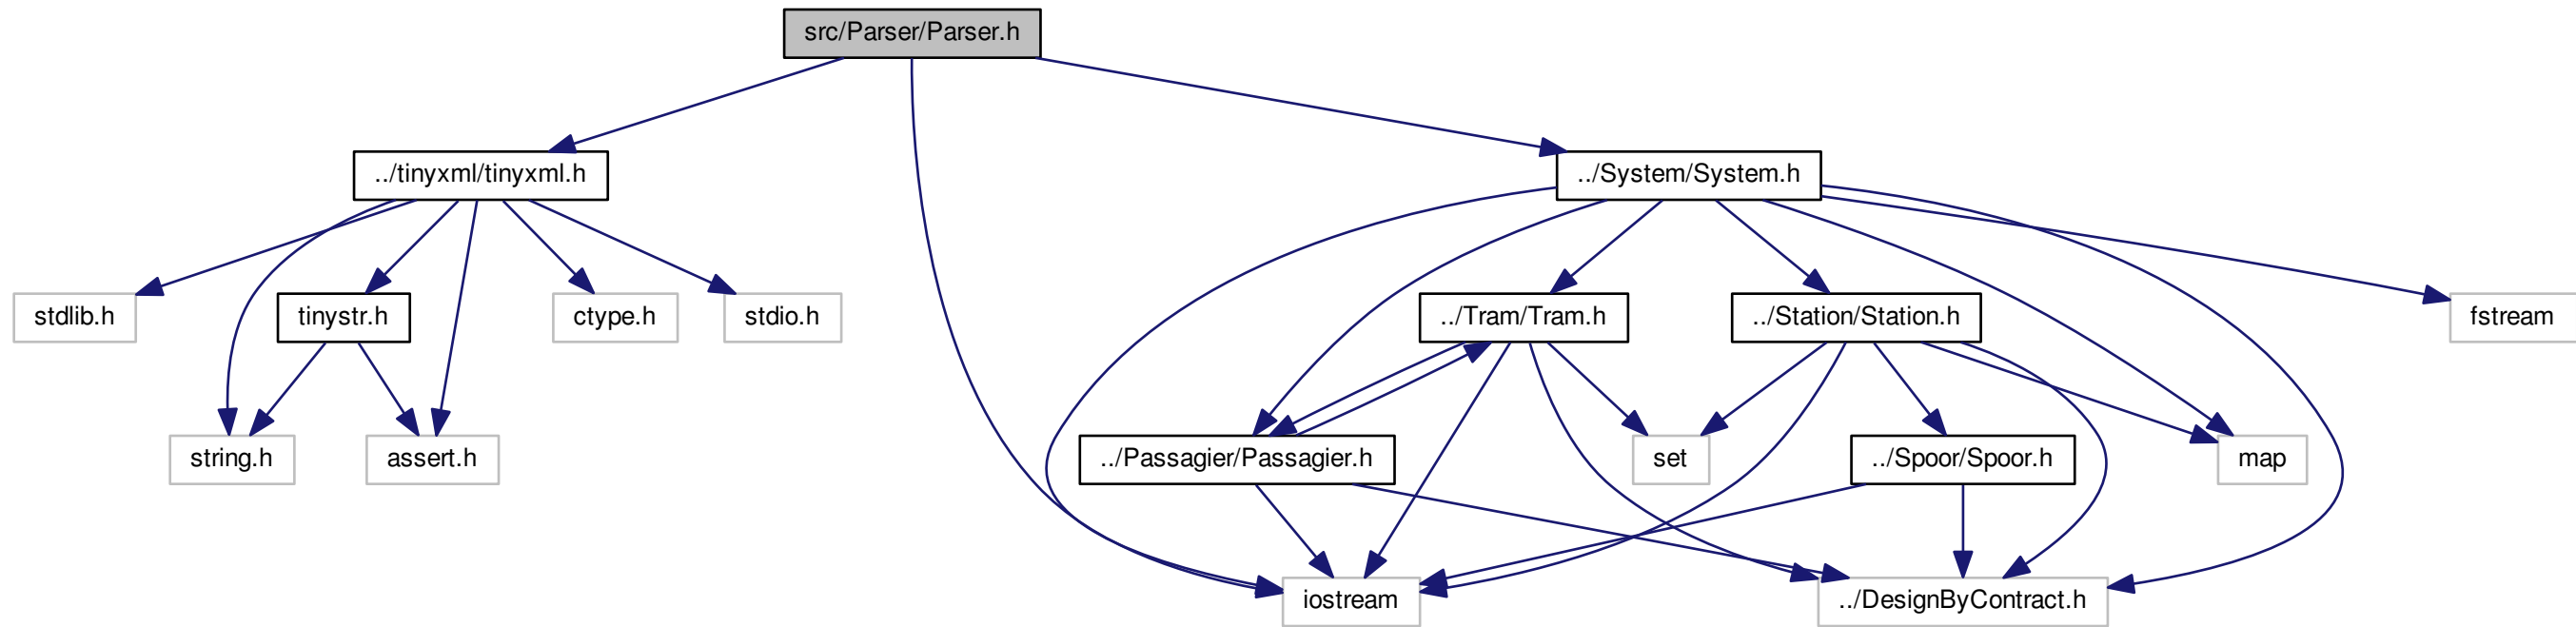 src/Parser/Parser.h
../tinyxml/tinyxml.h
../System/System.h
stdlib.h
tinystr.h
ctype.h
stdio.h
../Tram/Tram.h
../Station/Station.h
fstream
string.h
assert.h
../Passagier/Passagier.h
set
../Spoor/Spoor.h
map
iostream
../DesignByContract.h